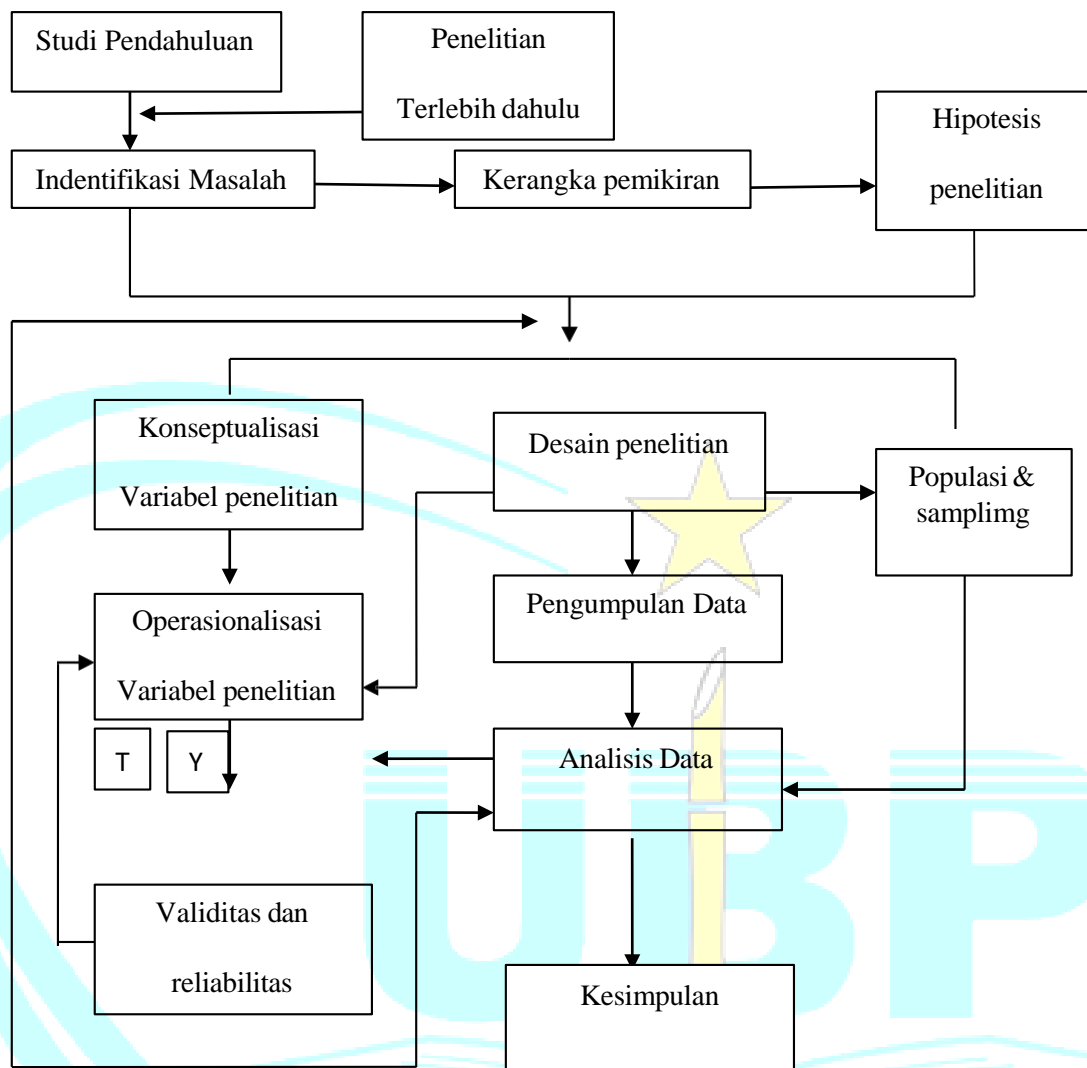 Studi Pendahuluan
Penelitian
Terlebih dahulu
Hipotesis
penelitian
Indentifikasi Masalah
Kerangka pemikiran
Konseptualisasi
Variabel penelitian
Desain penelitian
Populasi &
samplimg
Operasionalisasi
Variabel penelitian
Pengumpulan Data
T
Y
Analisis Data
Validitas dan
reliabilitas
Kesimpulan
UBP